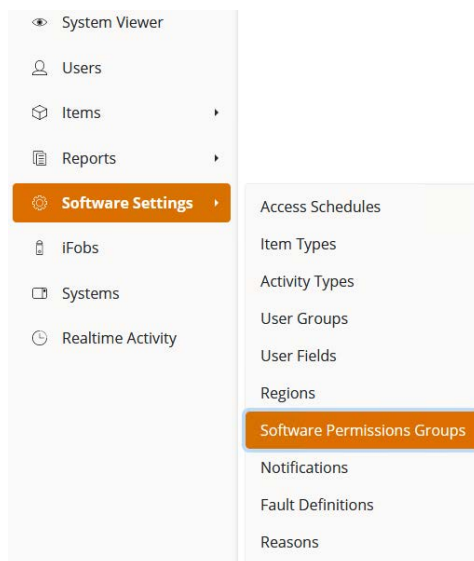 System Viewer
Users
Items
Reports
Software Settings
iFobs
Systems
Realtime Activity
Access Schedules
Item Types
Activity Types
User Groups
User Fields
Regions
Software Permissions Groups
Notifications
Fault Definitions
Reasons